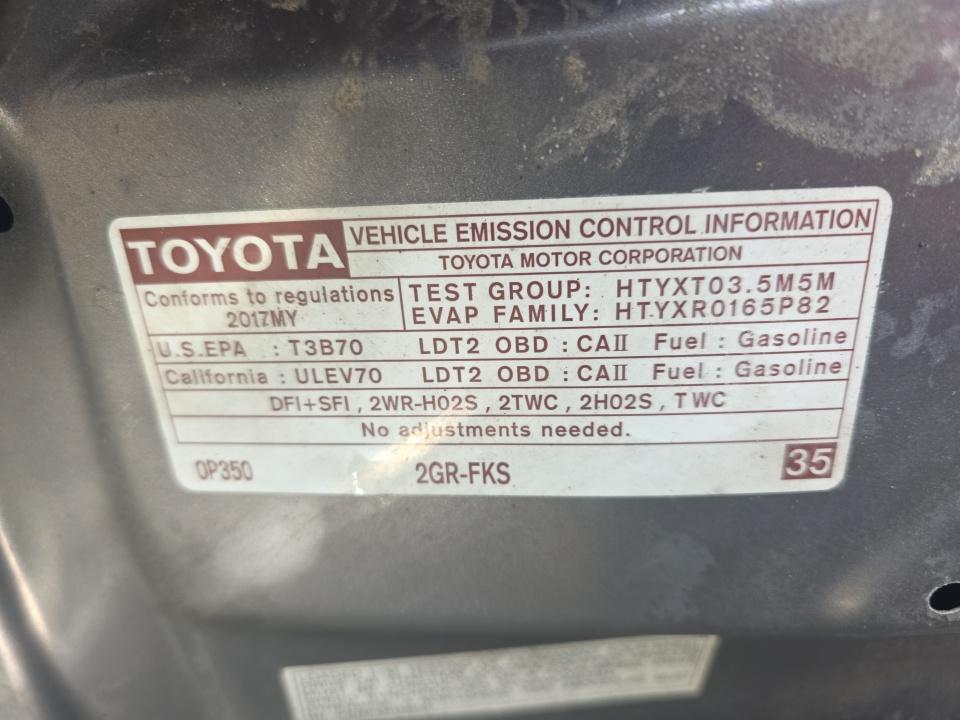 TOYOTA VEHICLE EMISSION CONTROL INFORMATION
TOYOTA MOTOR CORPORATION
Conforms to regulations
2017MY
TEST GROUP: HTYXT03.5M5M
EVAP FAMILY: HTYXR0165P82
U.S.EPA : T3B70 LDT2 OBD : CAII Fuel : Gasoline
California : ULEV70 LDT2 OBD : CAII Fuel : Gasoline
DFI+SFI, 2WR-HO2S, 2TWC, 2HO2S, TWC
No adjustments needed.
0P350 2GR-FKS 35